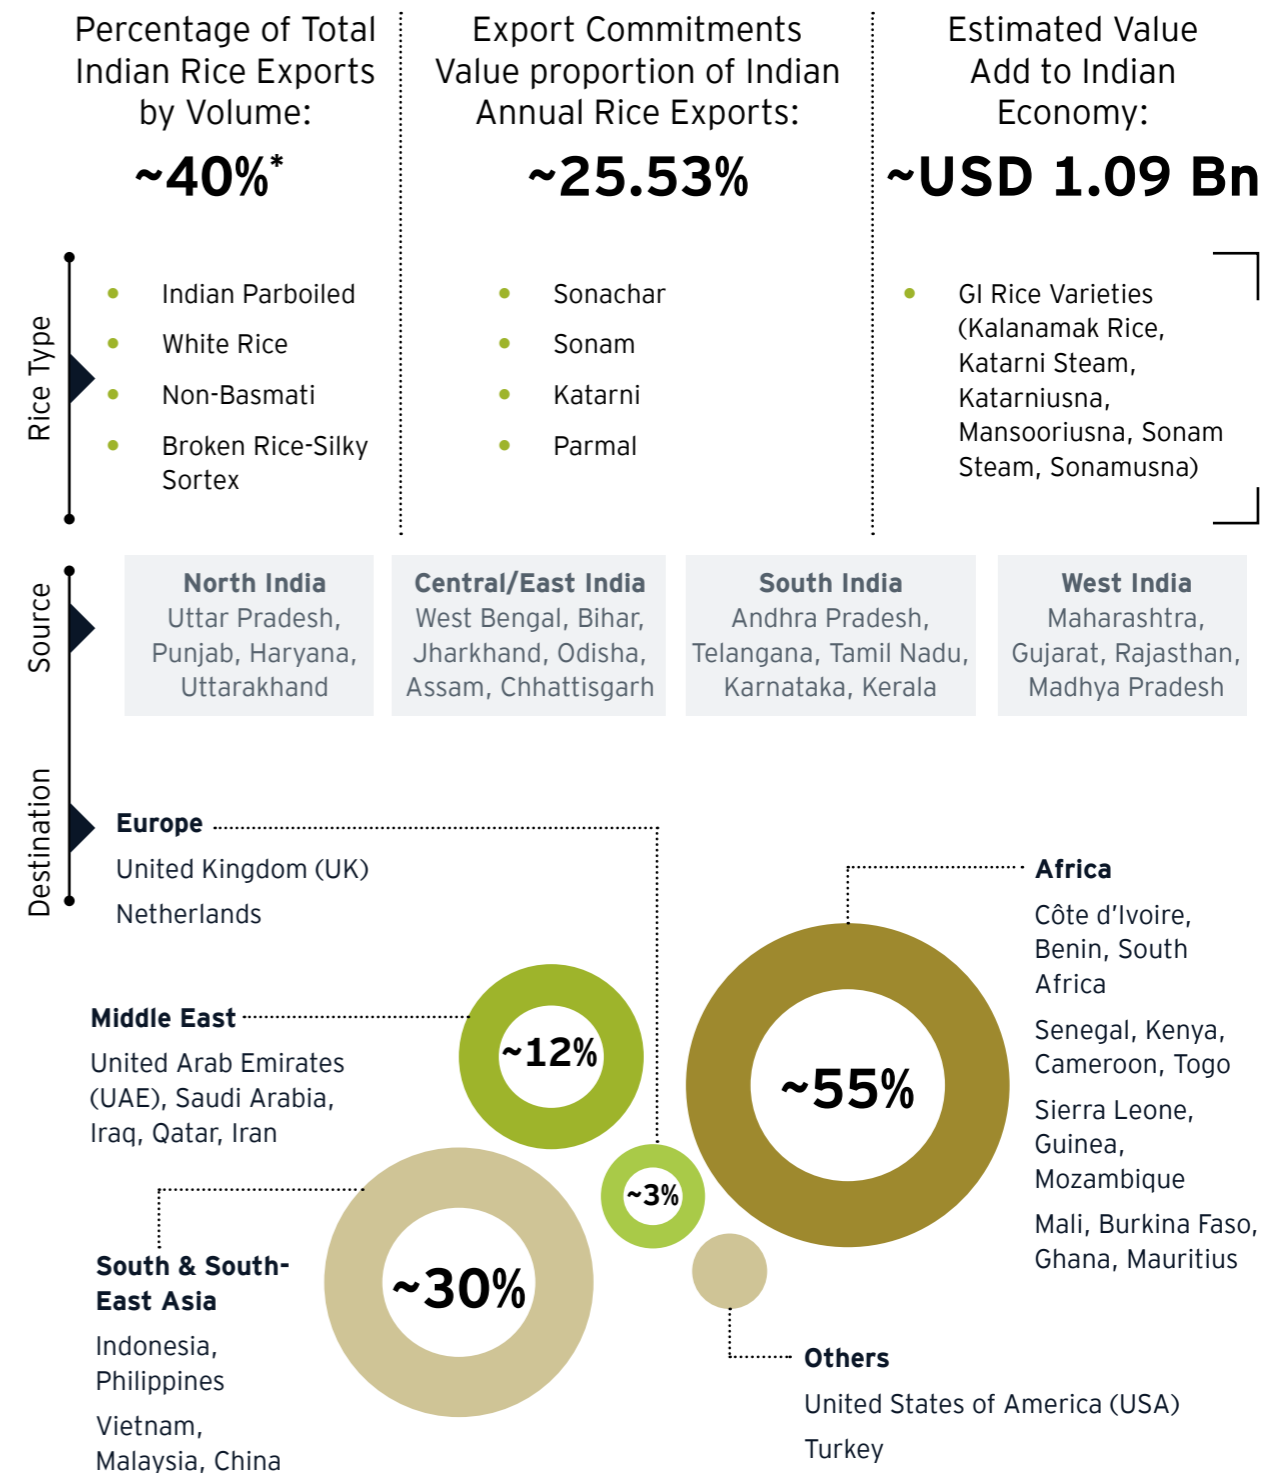 Percentage of Total
Indian Rice Exports
by Volume:
~40%*
Export Commitments
Value proportion of Indian
Annual Rice Exports:
~25.53%
Estimated Value
Add to Indian
Economy:
~USD 1.09 Bn
Rice Type
Indian Parboiled
White Rice
Non-Basmati
Broken Rice-Silky
Sortex
Sonachar
Sonam
Katarni
Parmal
GI Rice Varieties
(Kalanamak Rice,
Katarni Steam,
Katarniusna,
Mansooriusna, Sonam
Steam, Sonamusna)
Source
North India
Uttar Pradesh,
Punjab, Haryana,
Uttarakhand
Central/East India
West Bengal, Bihar,
Jharkhand, Odisha,
Assam, Chhattisgarh
South India
Andhra Pradesh,
Telangana, Tamil Nadu,
Karnataka, Kerala
West India
Maharashtra,
Gujarat, Rajasthan,
Madhya Pradesh
Destination
Europe
United Kingdom (UK)
Netherlands
~3%
Middle East
United Arab Emirates
(UAE), Saudi Arabia,
Iraq, Qatar, Iran
~12%
Africa
Côte d’Ivoire,
Benin, South
Africa
Senegal, Kenya,
Cameroon, Togo
Sierra Leone,
Guinea,
Mozambique
Mali, Burkina Faso,
Ghana, Mauritius
~55%
South & South-
East Asia
Indonesia,
Philippines
Vietnam,
Malaysia, China
~30%
Others
United States of America (USA)
Turkey